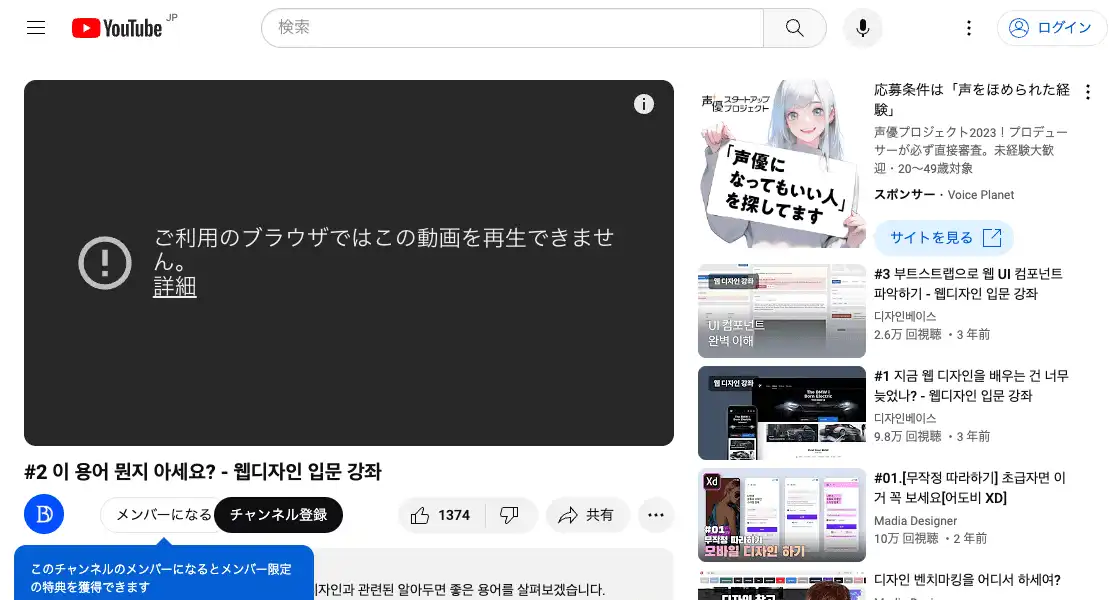 YouTube JP
検索
ログイン
ご利用のブラウザではこの動画を再生できませ
ん。
詳細
#2 이 용어 뭔지 아세요? - 웹디자인 입문 강좌
メンバーになる
チャンネル登録
1374
共有
このチャンネルのメンバーになるとメンバー限定
の特典を獲得できます
디자인과 관련된 알아두면 좋은 용어를 살펴보겠습니다.
声優スタートアップ
プロジェクト
「声優に
なってもいい人」
を探してます
応募条件は「声をほめられた経
験」
声優プロジェクト2023！プロデュー
サーが必ず直接審査。未経験大歓
迎・20〜49歳対象
スポンサー・Voice Planet
サイトを見る
웹 디자인 강좌
UI 컴포넌트
완벽 이해
#3 부트스트랩으로 웹 UI 컴포넌트
파악하기 - 웹디자인 입문 강좌
디자인베이스
2.6万 回視聴・3 年前
웹 디자인 강좌
The BMW i
Born Electric
#1 지금 웹 디자인을 배우는 건 너무
늦었나? - 웹디자인 입문 강좌
디자인베이스
9.8万 回視聴・3 年前
Xd
#01
무작정 따라하기
모바일 디자인 하기
#01.[무작정 따라하기] 초급자면 이
거 꼭 보세요[어도비 XD]
Madia Designer
10万 回視聴・2 年前
디자인 참고
디자인 벤치마킹을 어디서 하세여?